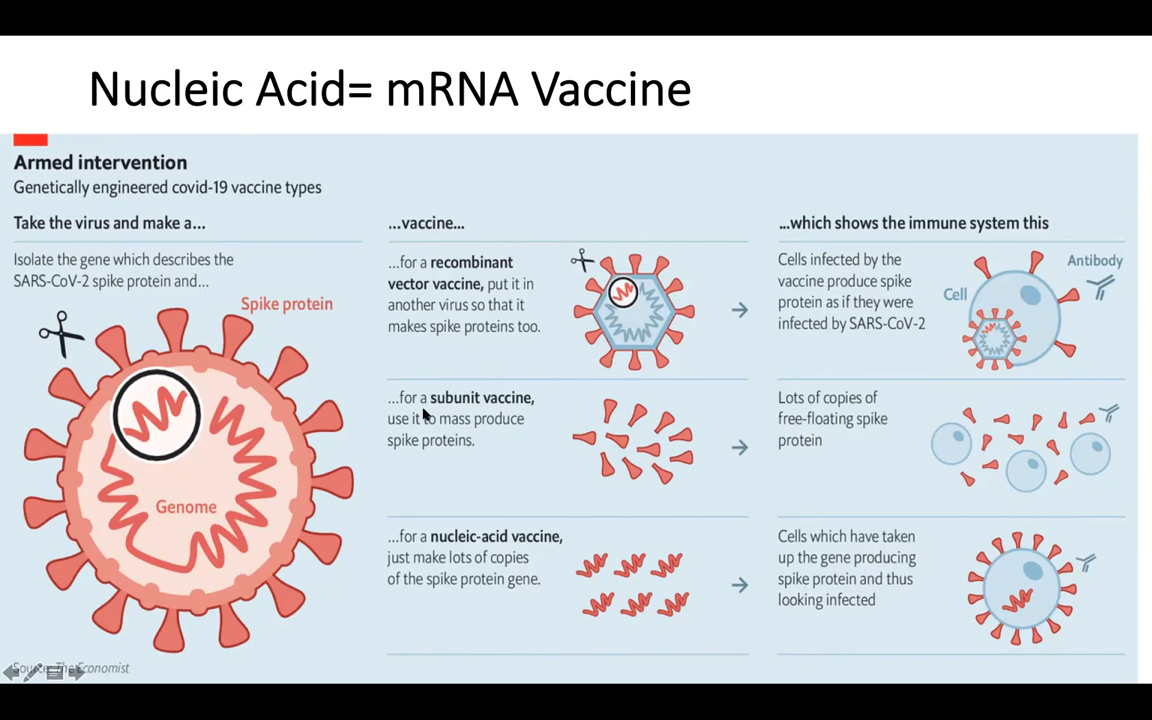 Nucleic Acid= mRNA Vaccine
Armed intervention
Genetically engineered covid-19 vaccine types
Take the virus and make a...
Isolate the gene which describes the
SARS-CoV-2 spike protein and...
Spike protein
Genome
...vaccine...
...for a recombinant
vector vaccine, put it in
another virus so that it
makes spike proteins too.
...for a subunit vaccine,
use it to mass produce
spike proteins.
...for a nucleic-acid vaccine,
just make lots of copies
of the spike protein gene.
...which shows the immune system this
Cells infected by the
vaccine produce spike
protein as if they were
infected by SARS-CoV-2
Antibody
Cell
Lots of copies of
free-floating spike
protein
Cells which have taken
up the gene producing
spike protein and thus
looking infected
Source: The Economist